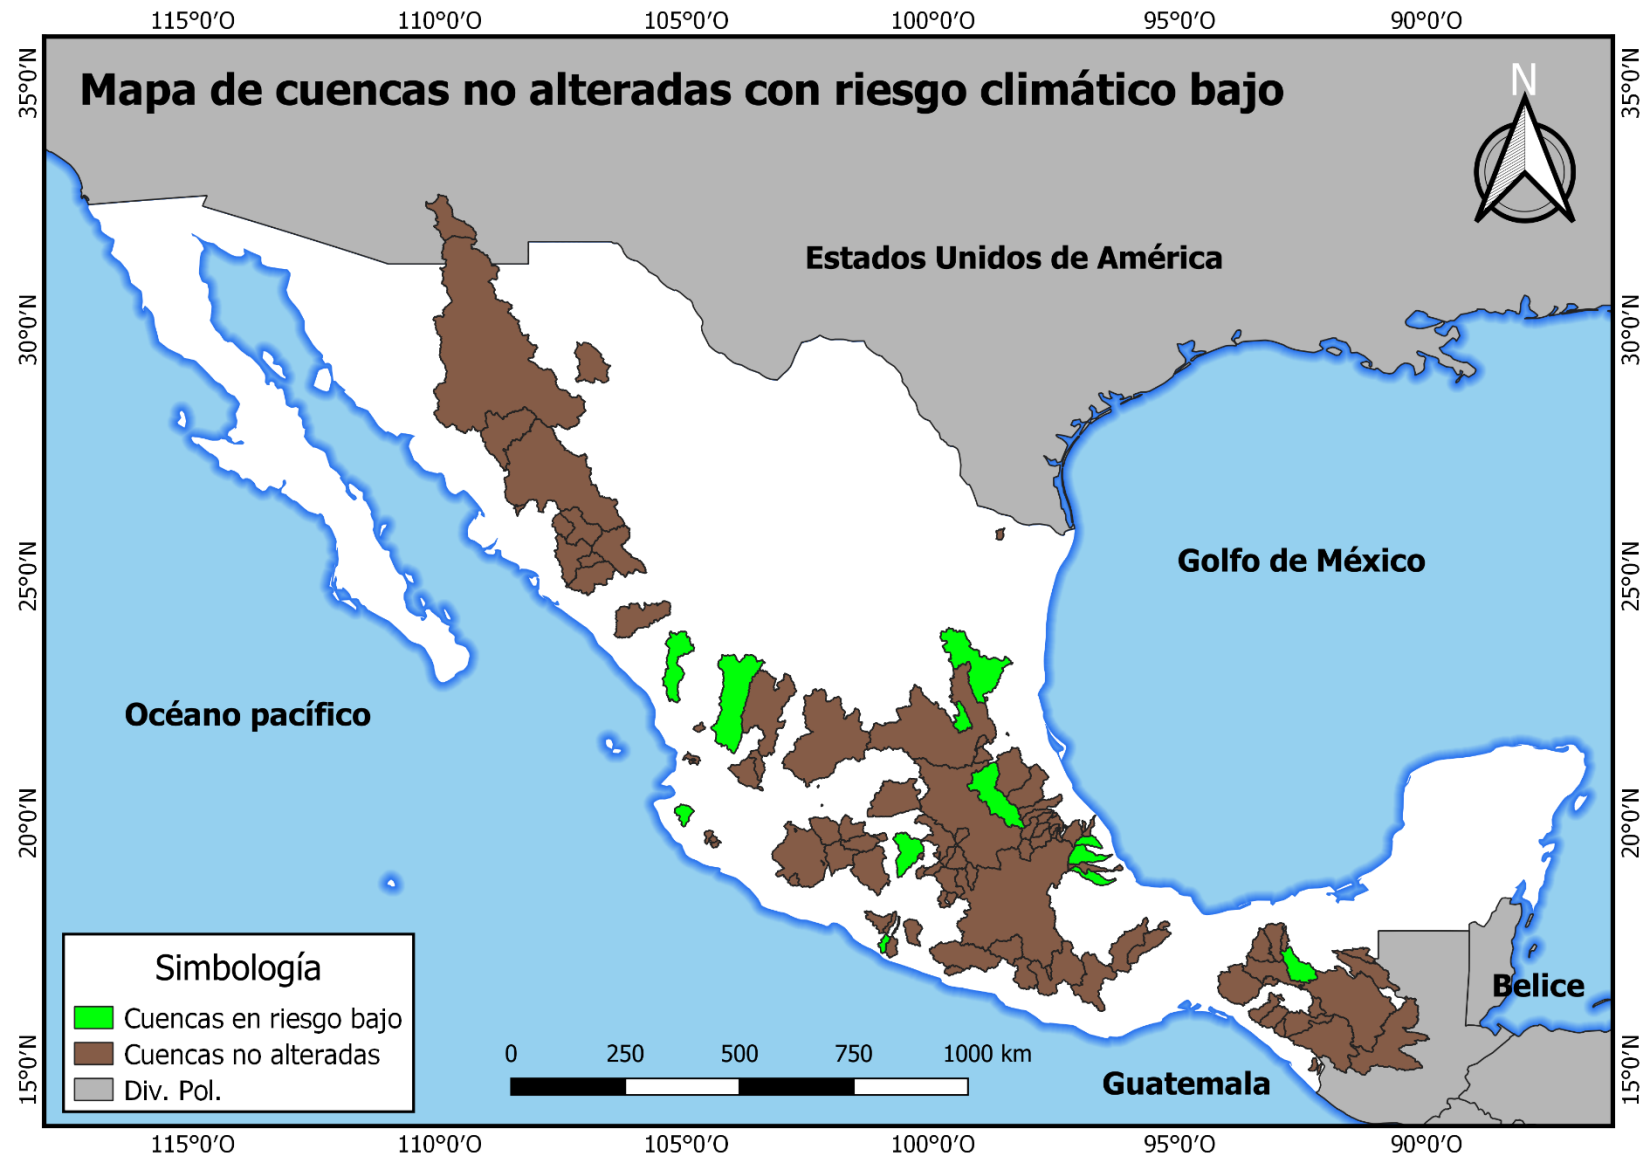 115°0'O 110°0'O 105°0'O 100°0'O 95°0'O 90°0'O
35°0'N
35°0'N
Mapa de cuencas no alteradas con riesgo climático bajo
N
Estados Unidos de América
30°0'N
30°0'N
25°0'N
Golfo de México
25°0'N
Océano pacífico
20°0'N
20°0'N
Simbología
Cuencas en riesgo bajo
Cuencas no alteradas
Div. Pol.
Belice
0 250 500 750 1000 km
Guatemala
15°0'N
15°0'N
115°0'O 110°0'O 105°0'O 100°0'O 95°0'O 90°0'O